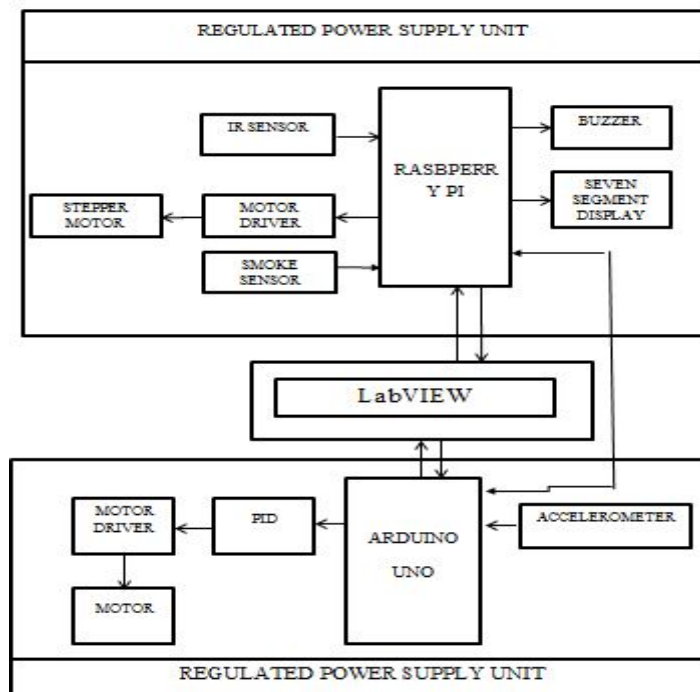 REGULATED POWER SUPPLY UNIT
IR SENSOR
BUZZER
RASBPERR
Y PI
STEPPER
MOTOR
MOTOR
DRIVER
SEVEN
SEGMENT
DISPLAY
SMOKE
SENSOR
LabVIEW
MOTOR
DRIVER
PID
ARDUINO
UNO
ACCELEROMETER
MOTOR
REGULATED POWER SUPPLY UNIT